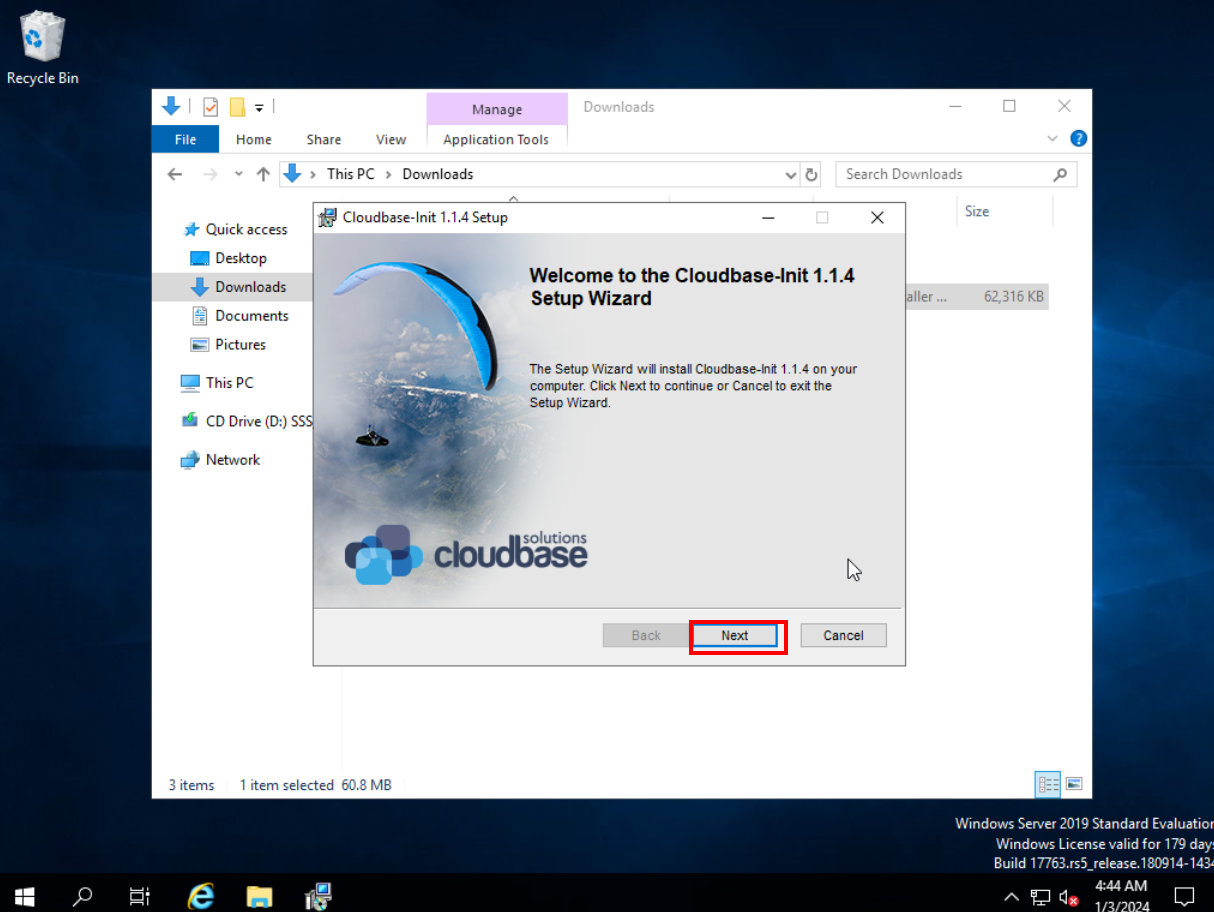 Recycle Bin
Manage
Downloads
File
Home
Share
View
Application Tools
?
This PC
Downloads
Search Downloads
Size
Quick access
Desktop
Downloads
Documents
Pictures
This PC
CD Drive (D:) SSS
Network
Cloudbase-Init 1.1.4 Setup
Welcome to the Cloudbase-Init 1.1.4
Setup Wizard
The Setup Wizard will install Cloudbase-Init 1.1.4 on your
computer. Click Next to continue or Cancel to exit the
Setup Wizard.
solutions
cloudbase
Back
Next
Cancel
aller ...
62,316 KB
3 items
1 item selected 60.8 MB
Windows Server 2019 Standard Evaluation
Windows License valid for 179 days
Build 17763.rs5_release.180914-1434
4:44 AM
1/3/2024